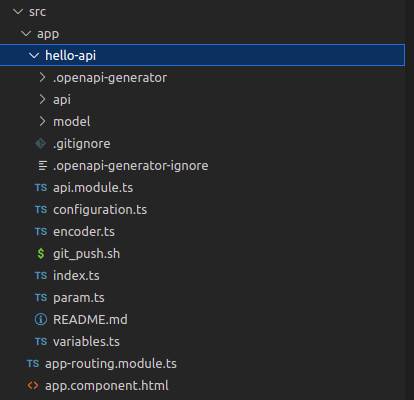 src
app
hello-api
.openapi-generator
api
model
.gitignore
.openapi-generator-ignore
TS api.module.ts
TS configuration.ts
TS encoder.ts
$ git_push.sh
TS index.ts
TS param.ts
README.md
TS variables.ts
TS app-routing.module.ts
<> app.component.html